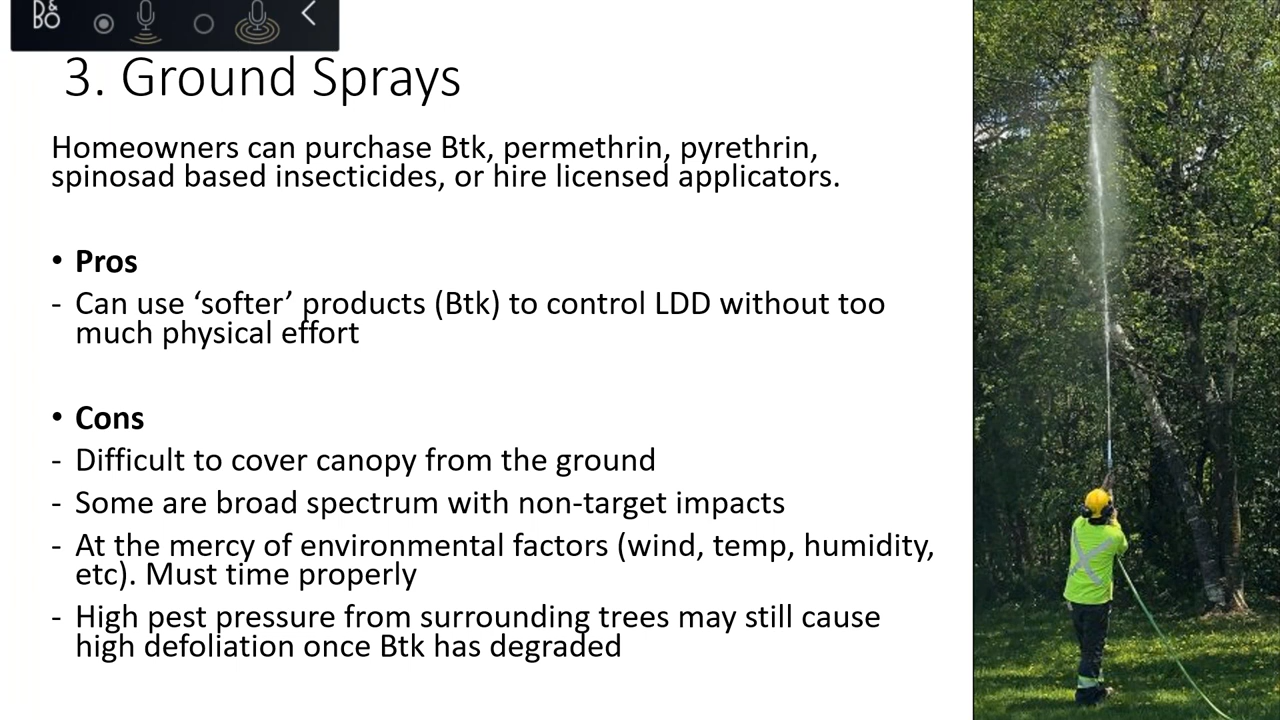 B&O
3. Ground Sprays
Homeowners can purchase Btk, permethrin, pyrethrin,
spinosad based insecticides, or hire licensed applicators.
• Pros
- Can use ‘softer’ products (Btk) to control LDD without too
much physical effort
• Cons
- Difficult to cover canopy from the ground
- Some are broad spectrum with non-target impacts
- At the mercy of environmental factors (wind, temp, humidity,
etc). Must time properly
- High pest pressure from surrounding trees may still cause
high defoliation once Btk has degraded